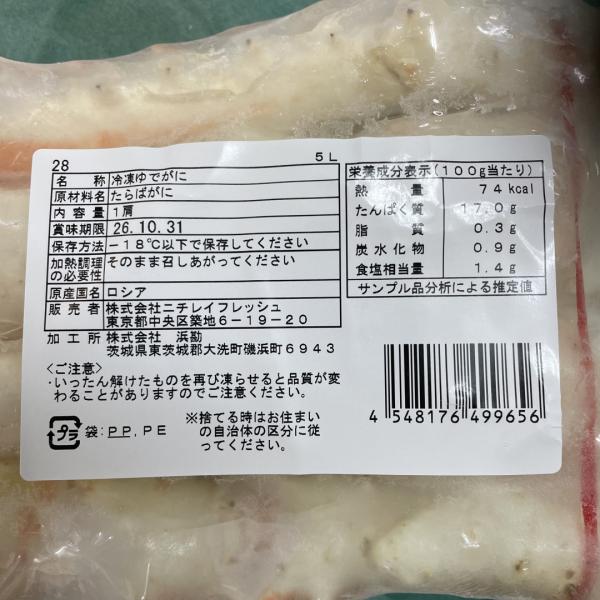 28 5L
名称 冷凍ゆでがに
原材料名 たらばがに
内容量 1肩
賞味期限 26.10.31
保存方法 －18℃以下で保存してください
加熱調理の必要性 そのまま召しあがってください
原産国名 ロシア
販売者 株式会社ニチレイフレッシュ
東京都中央区築地6－19－20
加工所 株式会社 浜勘
茨城県東茨城郡大洗町磯浜町6943
<ご注意>
・いったん解けたものを再び凍らせると品質が変
わることがありますのでご注意ください。
プラ 袋:PP,PE
※捨てる時はお住まい
の自治体の区分に従
ってください。
栄養成分表示(100g当たり)
熱量 74kcal
たんぱく質 17.0g
脂質 0.3g
炭水化物 0.9g
食塩相当量 1.4g
サンプル品分析による推定値
4 548176 499656